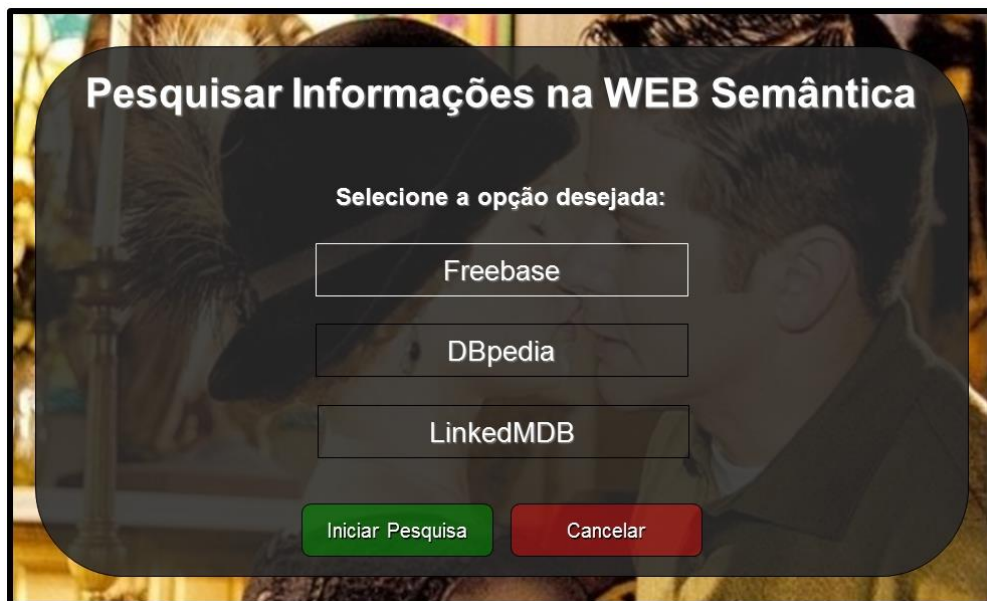 Pesquisar Informações na WEB Semântica
Selecione a opção desejada:
Freebase
DBpedia
LinkedMDB
Iniciar Pesquisa
Cancelar